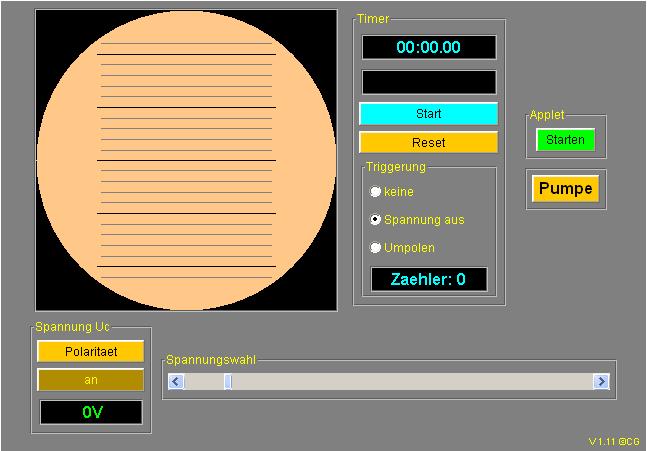 Timer
00:00.00
Start
Reset
Triggerung
keine
Spannung aus
Umpolen
Zaehler: 0
Applet
Starten
Pumpe
Spannung Uc
Polaritaet
an
0V
Spannungswahl
V 1.11 ©CG